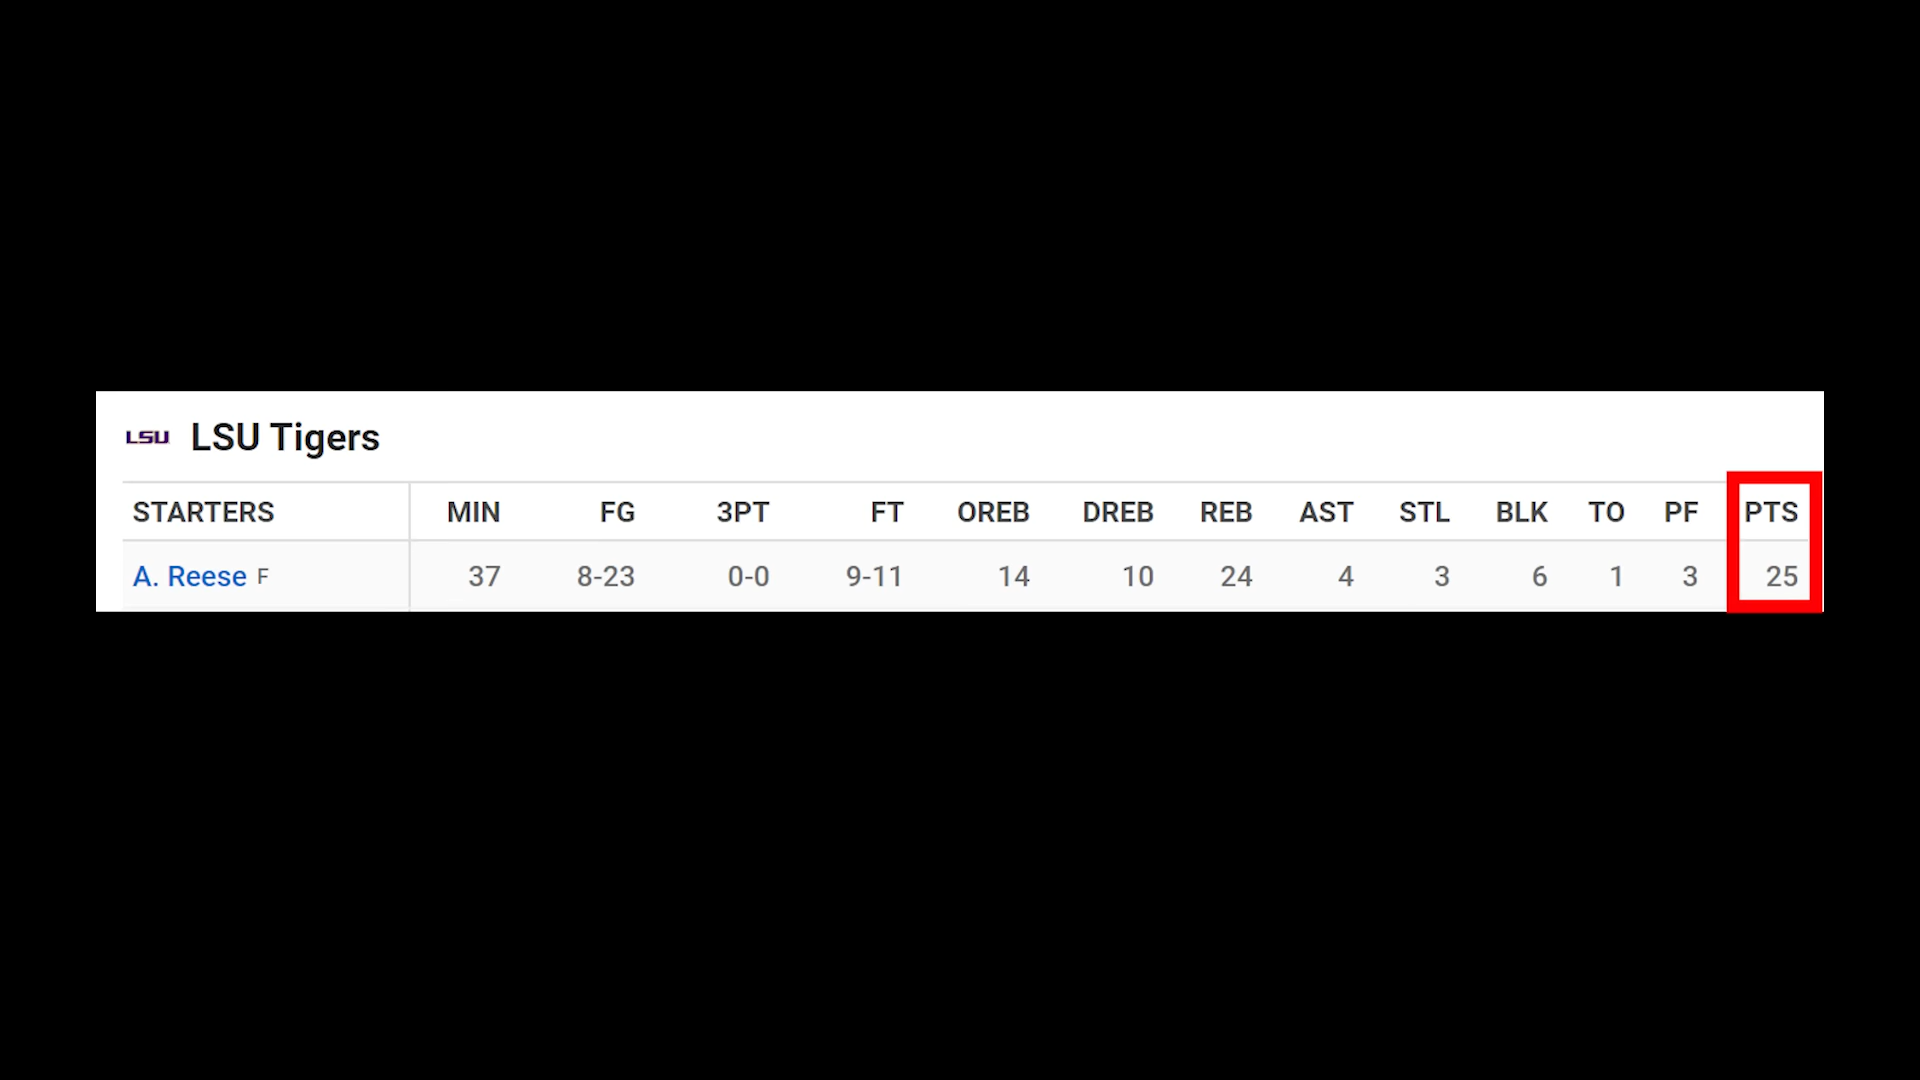 LSU LSU Tigers
STARTERS MIN FG 3PT FT OREB DREB REB AST STL BLK TO PF PTS
A. Reese F 37 8-23 0-0 9-11 14 10 24 4 3 6 1 3 25